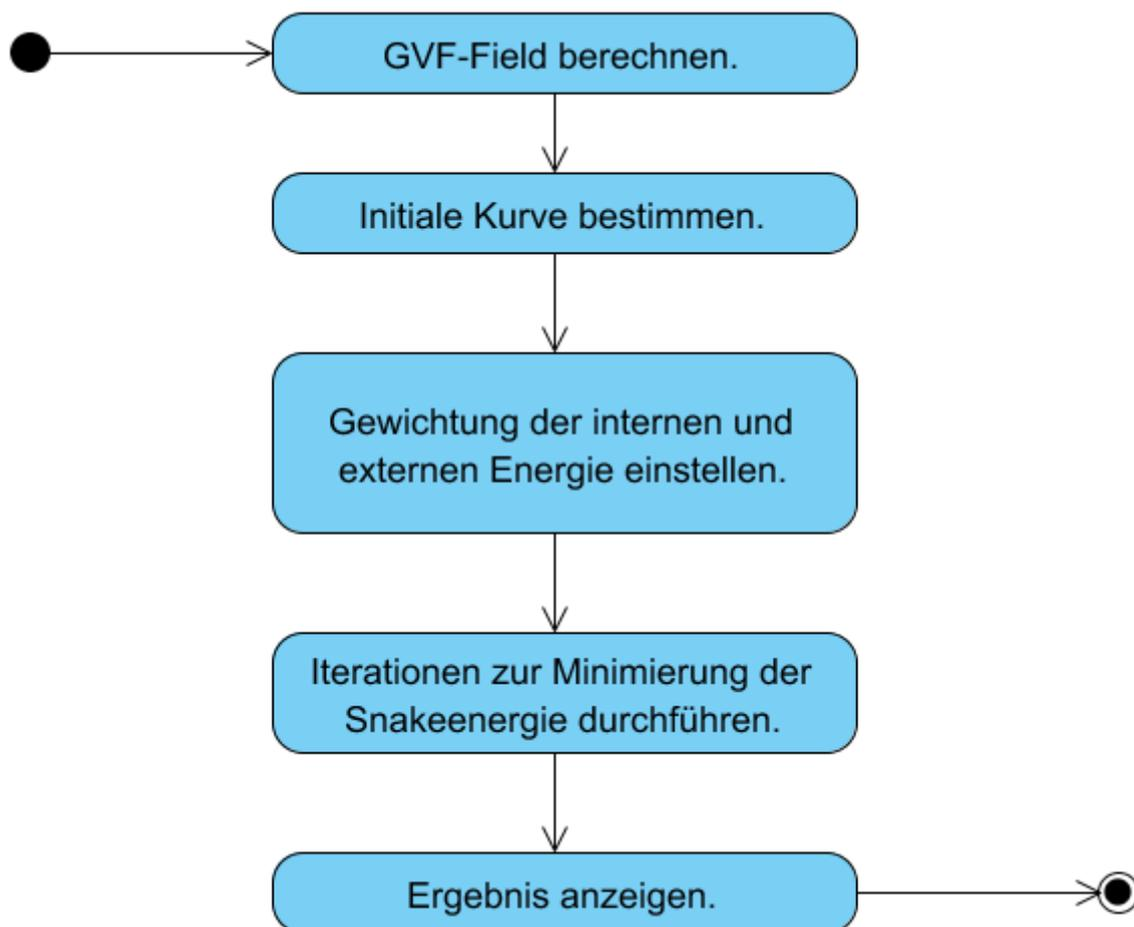 GVF-Field berechnen.
Initiale Kurve bestimmen.
Gewichtung der internen und
externen Energie einstellen.
Iterationen zur Minimierung der
Snakeenergie durchführen.
Ergebnis anzeigen.